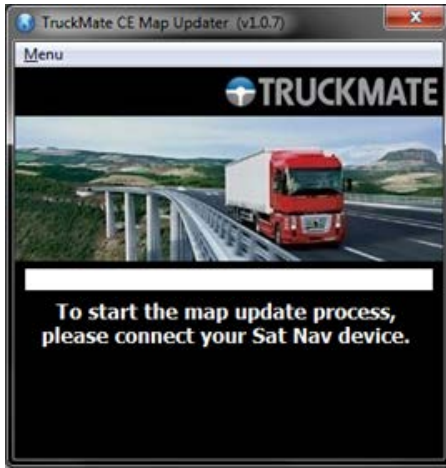 TruckMate CE Map Updater (v1.0.7)
Menu
TRUCKMATE
To start the map update process,
please connect your Sat Nav device.